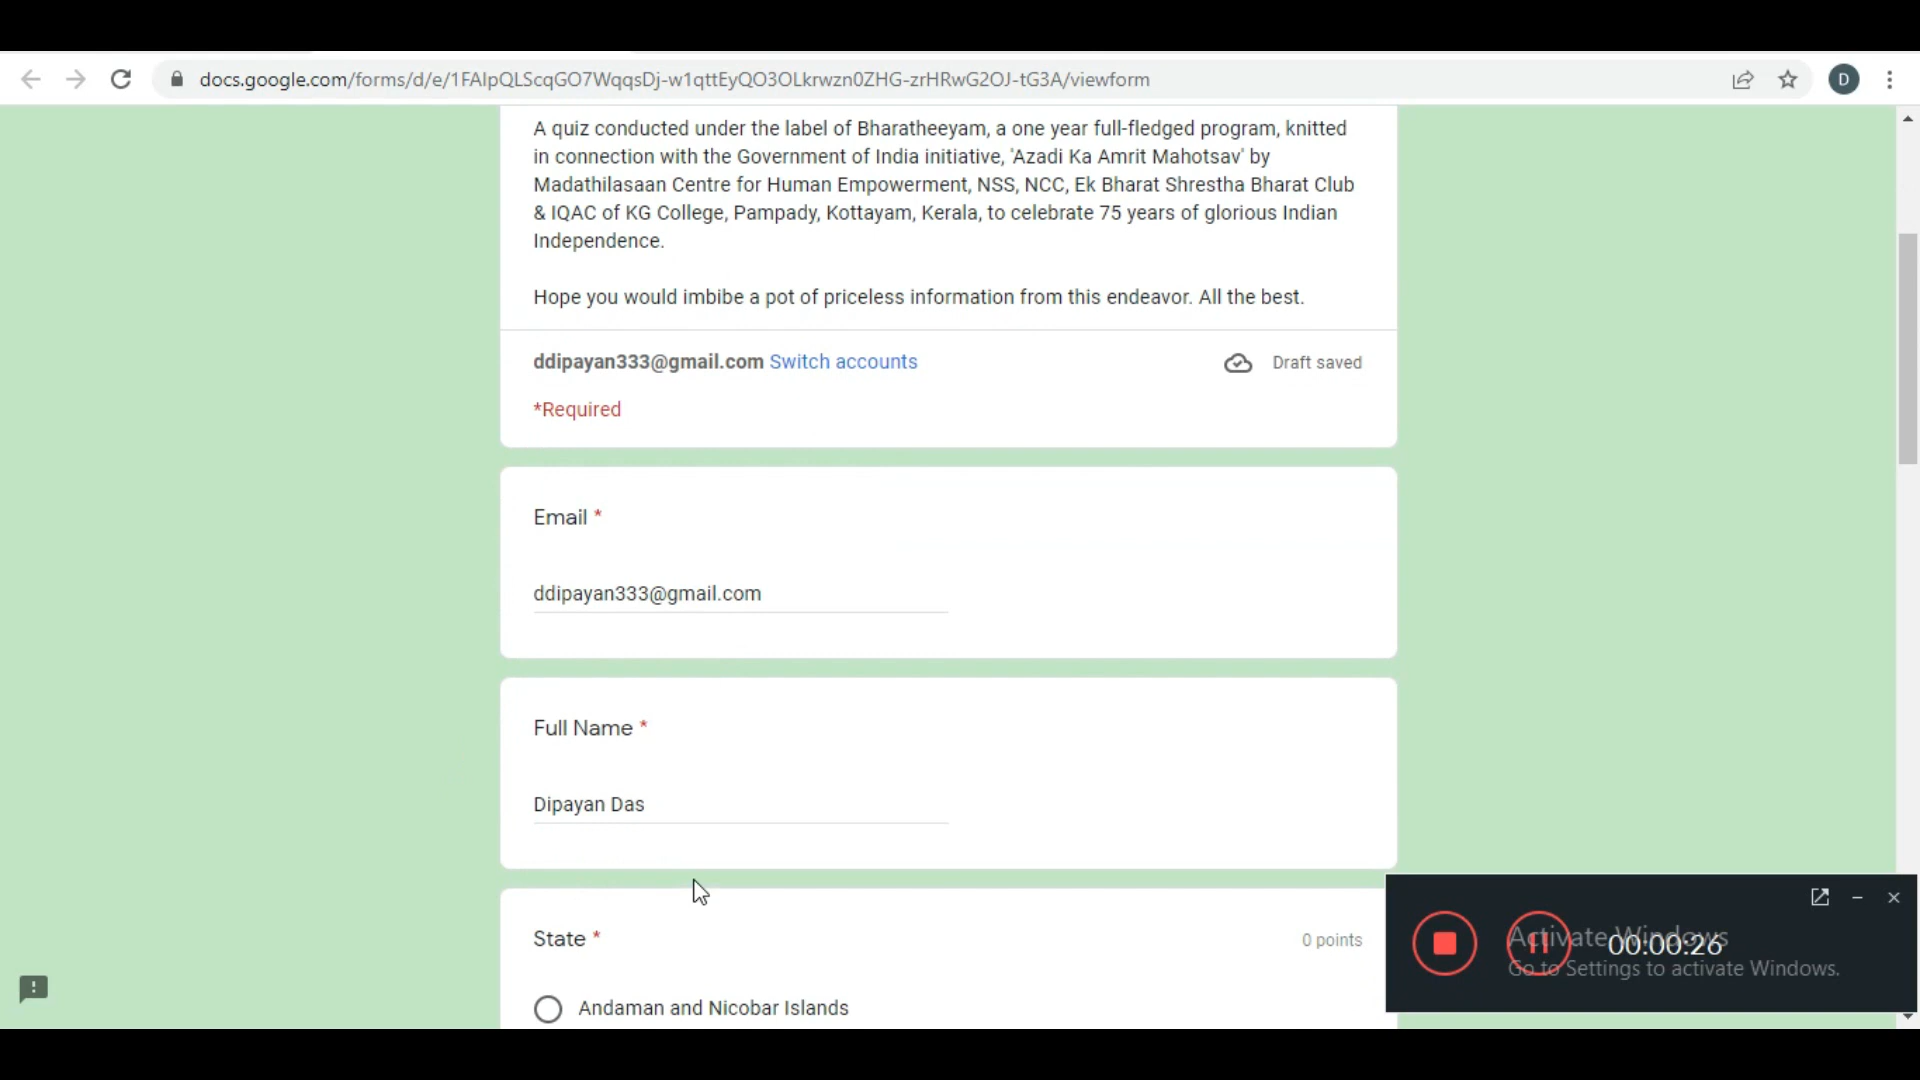 docs.google.com/forms/d/e/1FAIpQLScqGO7WqqsDj-w1qttEyQO3OLkrwzn0ZHG-zrHRwG2OJ-tG3A/viewform
D
A quiz conducted under the label of Bharatheeyam, a one year full-fledged program, knitted
in connection with the Government of India initiative, 'Azadi Ka Amrit Mahotsav' by
Madathilasaan Centre for Human Empowerment, NSS, NCC, Ek Bharat Shrestha Bharat Club
& IQAC of KG College, Pampady, Kottayam, Kerala, to celebrate 75 years of glorious Indian
Independence.
Hope you would imbibe a pot of priceless information from this endeavor. All the best.
ddipayan333@gmail.com Switch accounts
Draft saved
*Required
Email *
ddipayan333@gmail.com
Full Name *
Dipayan Das
State *
0 points
Andaman and Nicobar Islands
Activate Windows
00:00:26
Go to Settings to activate Windows.